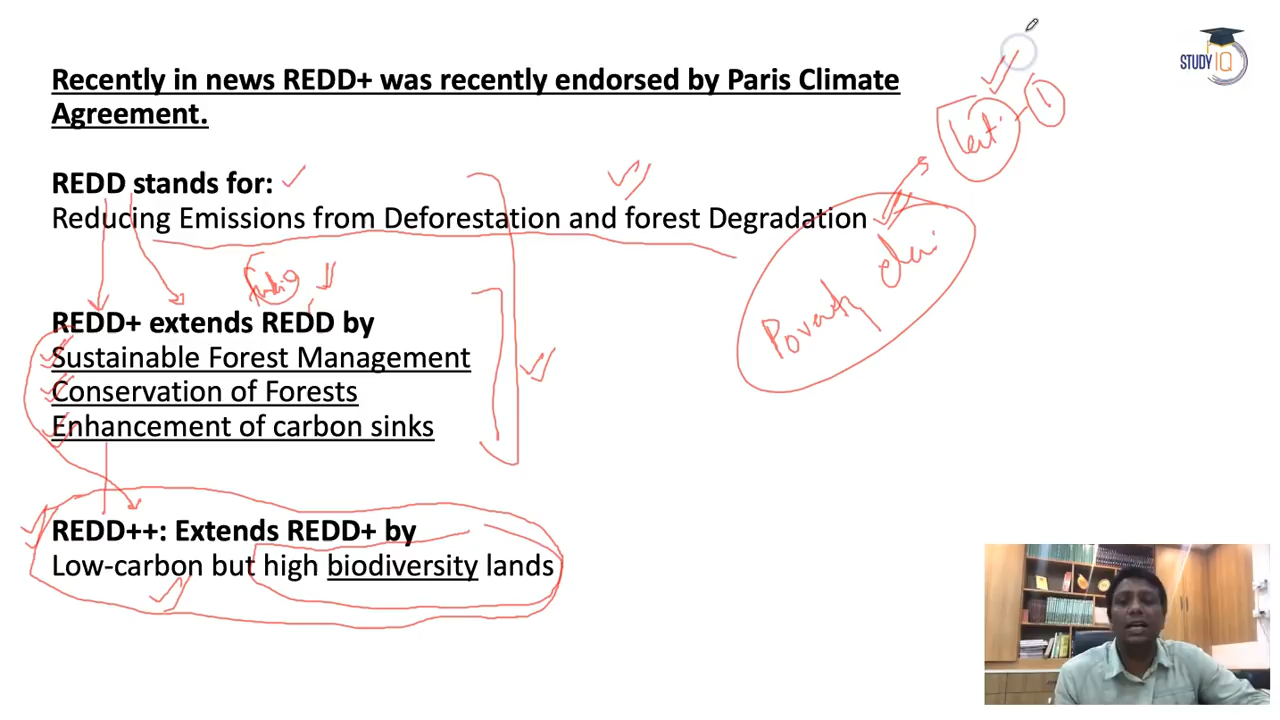 Recently in news REDD+ was recently endorsed by Paris Climate
Agreement.
STUDY IQ
REDD stands for:
Reducing Emissions from Deforestation and forest Degradation
REDD+ extends REDD by
Sustainable Forest Management
Conservation of Forests
Enhancement of carbon sinks
Poverty
REDD++: Extends REDD+ by
Low-carbon but high biodiversity lands